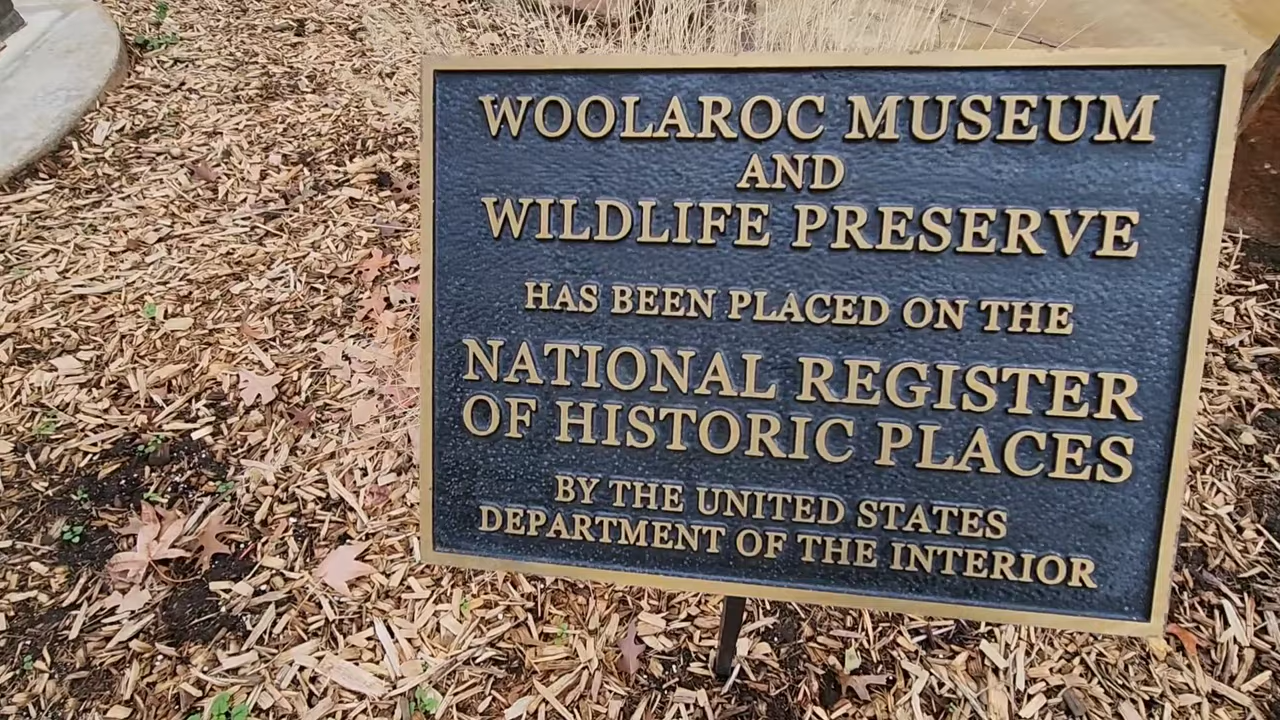 WOOLAROC MUSEUM
AND
WILDLIFE PRESERVE
HAS BEEN PLACED ON THE
NATIONAL REGISTER
OF HISTORIC PLACES
BY THE UNITED STATES
DEPARTMENT OF THE INTERIOR